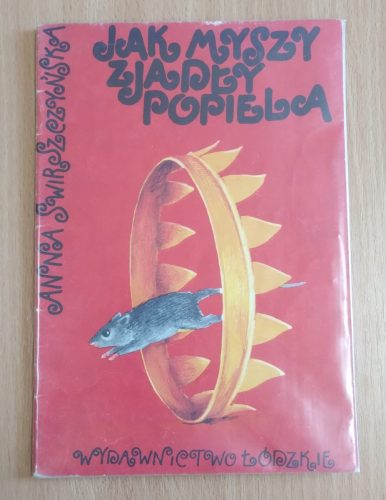 JAK MYSZY
ZJADŁY
POPIELA
ANNA ŚWIRSZCZYŃSKA
WYDAWNICTWO ŁÓDZKIE